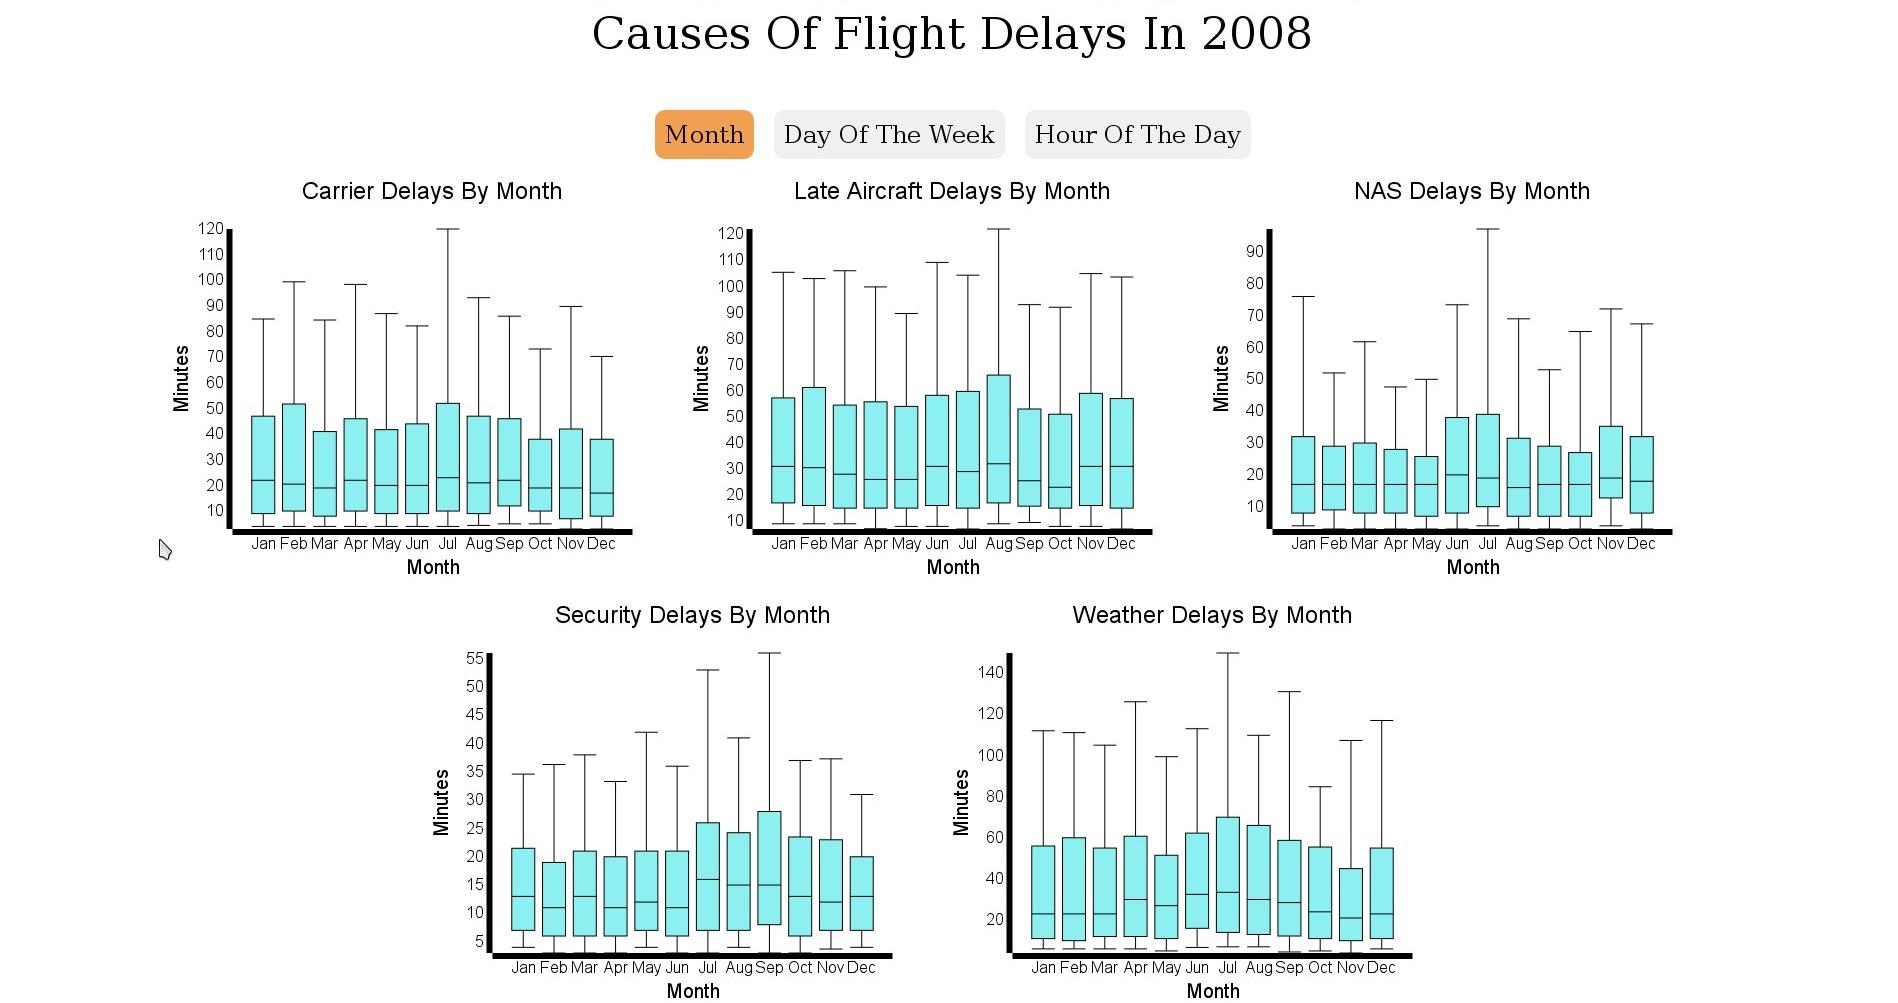 Causes Of Flight Delays In 2008
Month Day Of The Week Hour Of The Day
Carrier Delays By Month
120
110
100
90
80
70
60
50
40
30
20
10
Minutes
Jan Feb Mar Apr May Jun Jul Aug Sep Oct Nov Dec
Month
Late Aircraft Delays By Month
120
110
100
90
80
70
60
50
40
30
20
10
Minutes
Jan Feb Mar Apr May Jun Jul Aug Sep Oct Nov Dec
Month
NAS Delays By Month
90
80
70
60
50
40
30
20
10
Minutes
Jan Feb Mar Apr May Jun Jul Aug Sep Oct Nov Dec
Month
Security Delays By Month
55
50
45
40
35
30
25
20
15
10
5
Minutes
Jan Feb Mar Apr May Jun Jul Aug Sep Oct Nov Dec
Month
Weather Delays By Month
140
120
100
80
60
40
20
Minutes
Jan Feb Mar Apr May Jun Jul Aug Sep Oct Nov Dec
Month